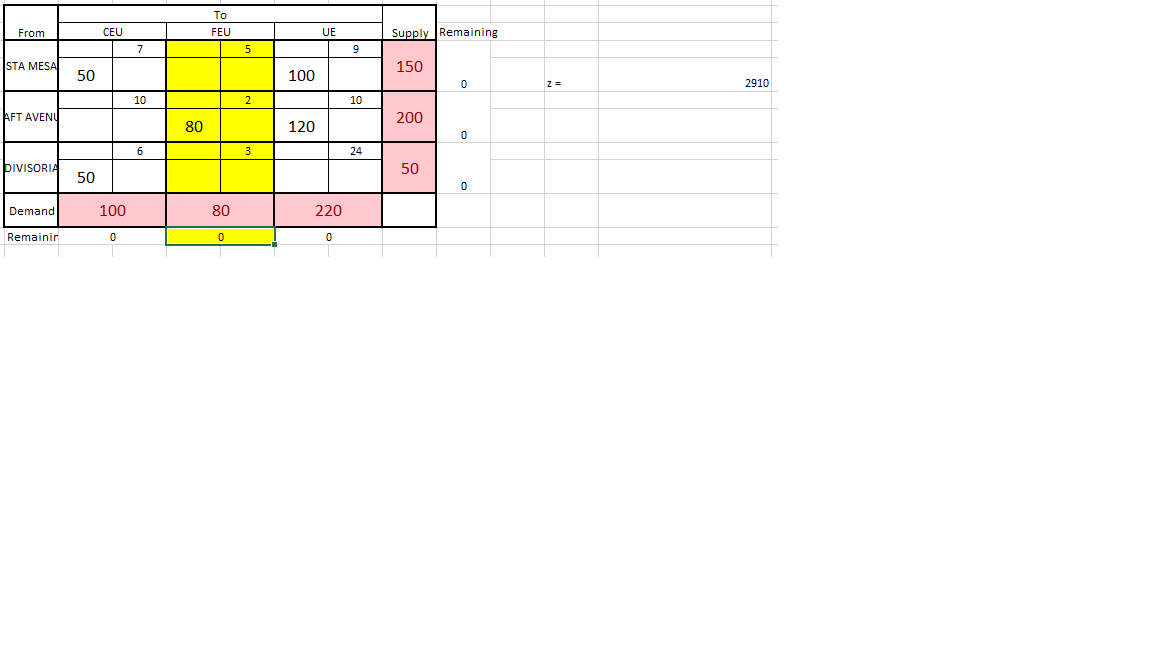 To
From CEU FEU UE Supply Remaining
7 5 9
STA MESA 50 100 150 0 z = 2910
10 2 10
AFT AVENU 80 120 200 0
6 3 24
DIVISORIA 50 50 0
Demand 100 80 220
Remainin 0 0 0